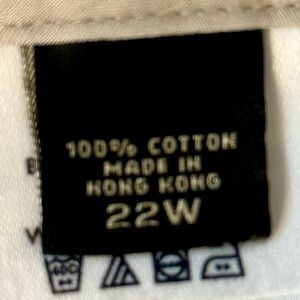 100% COTTON
MADE IN
HONG KONG
22W